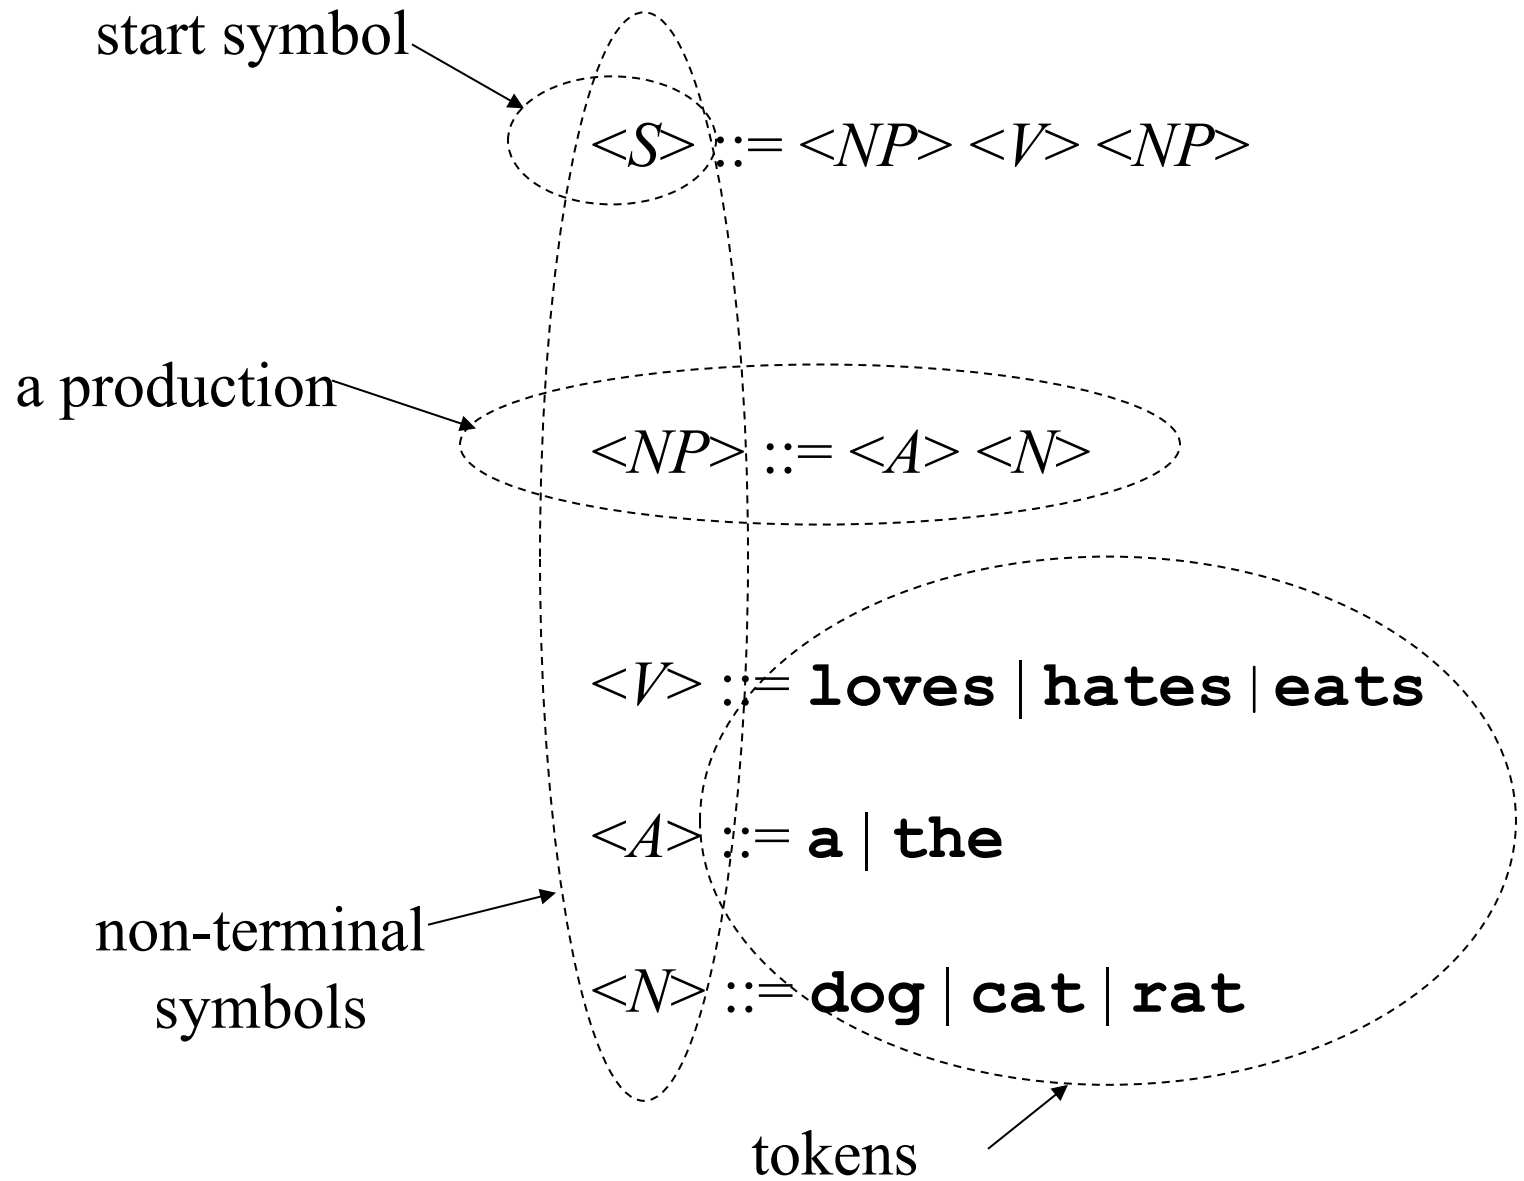 start symbol
<S> ::= <NP> <V> <NP>
a production
<NP> ::= <A> <N>
<V> ::= loves | hates | eats
<A> ::= a | the
non-terminal
symbols
<N> ::= dog | cat | rat
tokens